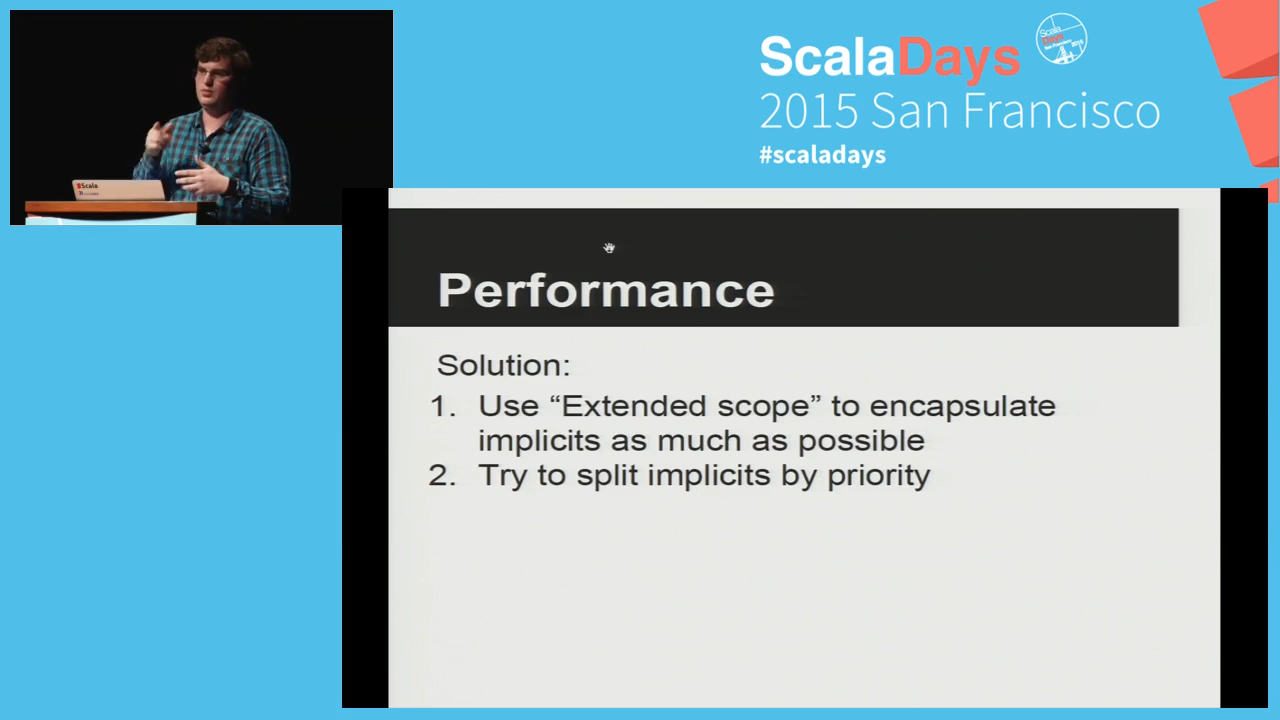 ScalaDays
2015 San Francisco
#scaladays
Scala
Performance
Solution:
1. Use “Extended scope” to encapsulate
implicits as much as possible
2. Try to split implicits by priority